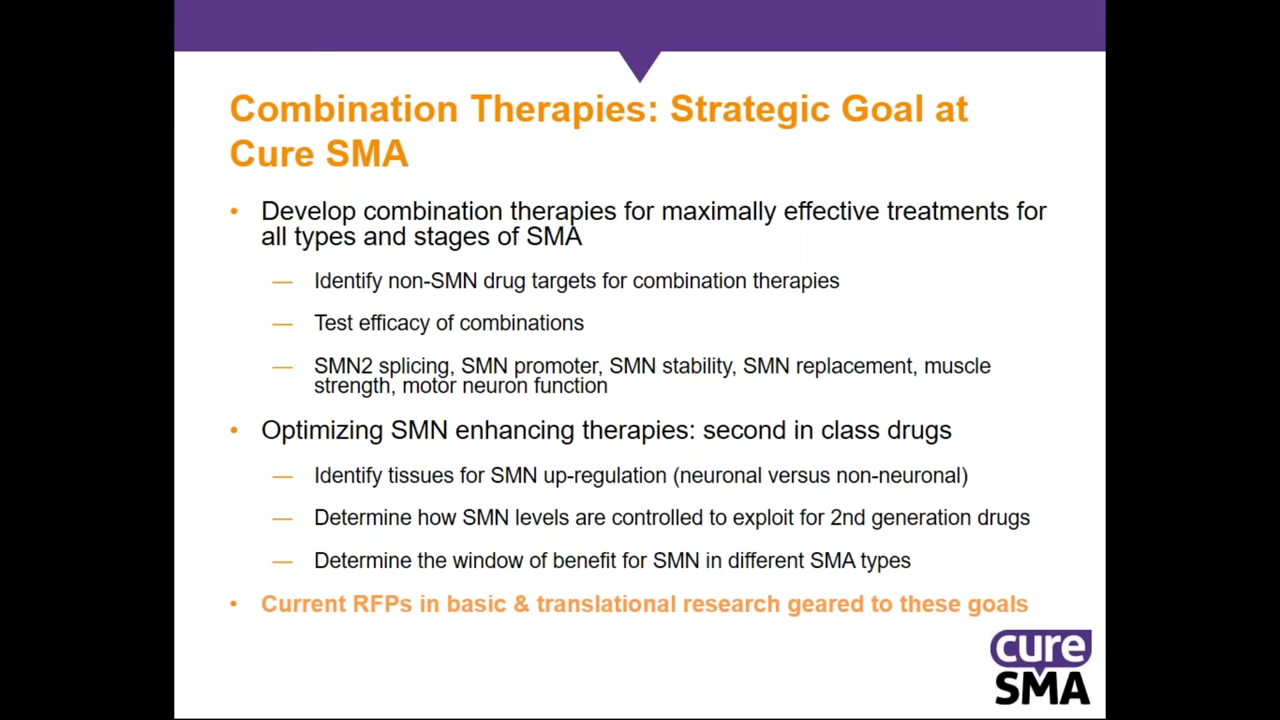 Combination Therapies: Strategic Goal at
Cure SMA
• Develop combination therapies for maximally effective treatments for
all types and stages of SMA
— Identify non-SMN drug targets for combination therapies
— Test efficacy of combinations
— SMN2 splicing, SMN promoter, SMN stability, SMN replacement, muscle
strength, motor neuron function
• Optimizing SMN enhancing therapies: second in class drugs
— Identify tissues for SMN up-regulation (neuronal versus non-neuronal)
— Determine how SMN levels are controlled to exploit for 2nd generation drugs
— Determine the window of benefit for SMN in different SMA types
• Current RFPs in basic & translational research geared to these goals
cure
SMA